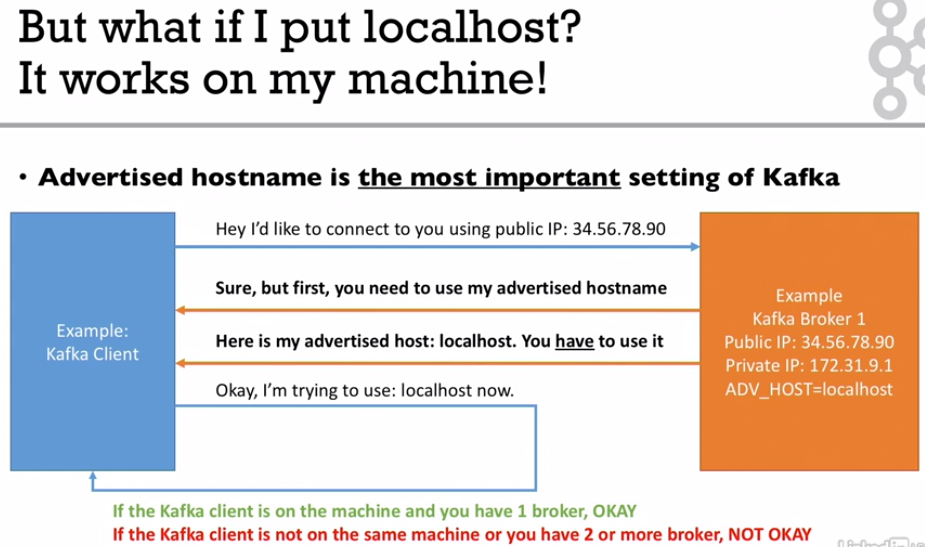 But what if I put localhost?
It works on my machine!
• Advertised hostname is the most important setting of Kafka
Hey I'd like to connect to you using public IP: 34.56.78.90
Sure, but first, you need to use my advertised hostname
Here is my advertised host: localhost. You have to use it
Okay, I'm trying to use: localhost now.
Example:
Kafka Client
Example
Kafka Broker 1
Public IP: 34.56.78.90
Private IP: 172.31.9.1
ADV_HOST=localhost
If the Kafka client is on the machine and you have 1 broker, OKAY
If the Kafka client is not on the same machine or you have 2 or more broker, NOT OKAY